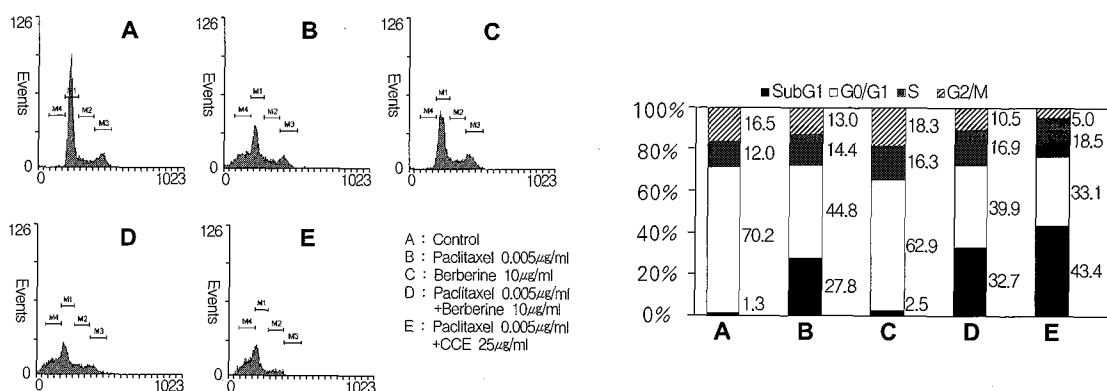 126
A
Events
M4
M1
M2
M3
0
0
1023
126
B
Events
M4
M1
M2
M3
0
0
1023
126
C
Events
M4
M1
M2
M3
0
0
1023
126
D
Events
M4
M1
M2
M3
0
0
1023
126
E
Events
M4
M1
M2
M3
0
0
1023
A : Control
B : Paclitaxel 0.005μg/ml
C : Berberine 10μg/ml
D : Paclitaxel 0.005μg/ml
+Berberine 10μg/ml
E : Paclitaxel 0.005μg/ml
+CCE 25μg/ml
SubG1 G0/G1 S G2/M
100%
80%
60%
40%
20%
0%
16.5
12.0
70.2
1.3
13.0
14.4
44.8
27.8
18.3
16.3
62.9
2.5
10.5
16.9
39.9
32.7
5.0
18.5
33.1
43.4
A B C D E